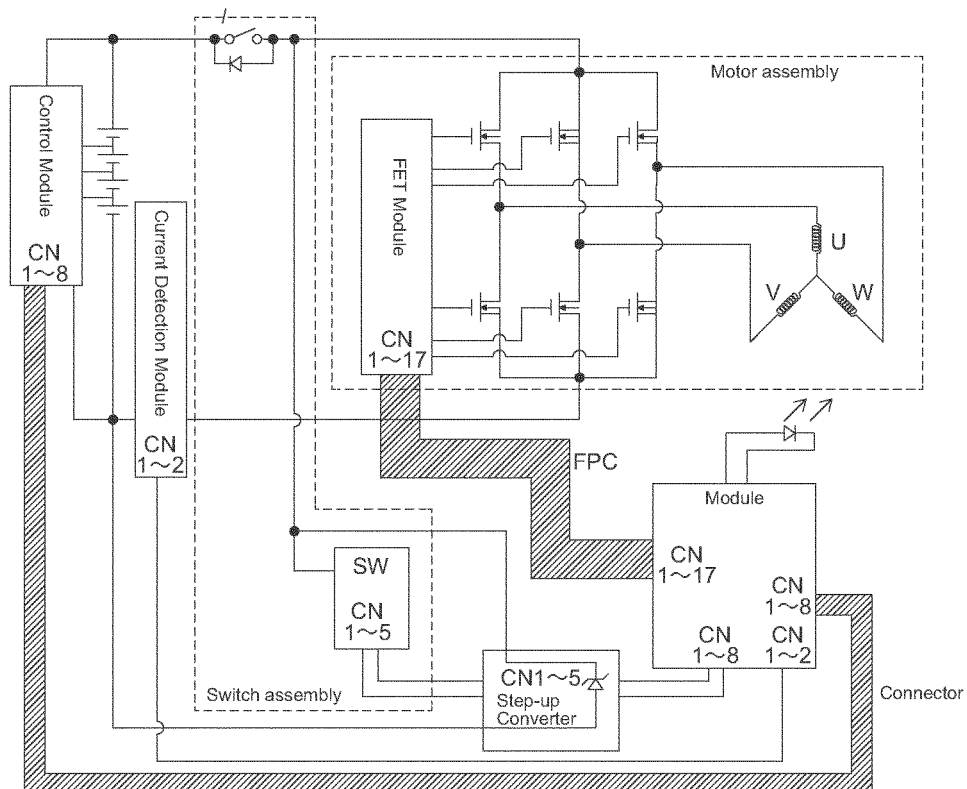 Motor assembly
Control Module
CN
1～8
FET Module
CN
1～17
Current Detection Module
CN
1～2
U
V
W
FPC
Module
CN
1～17
CN
1～8
CN
1～8
CN
1～2
SW
CN
1～5
Switch assembly
CN1～5
Step-up
Converter
Connector